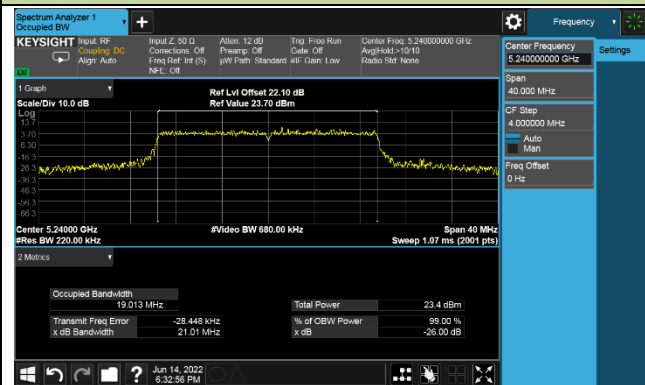 Spectrum Analyzer 1
Occupied BW
Frequency
KEYSIGHT
Input: RF
Coupling: DC
Align: Auto
Input Z: 50 Ω
Corrections: Off
Freq Ref: Int (S)
NFE: Off
Atten: 12 dB
Preamp: Off
µW Path: Standard
Trig: Free Run
Gate: Off
#IF Gain: Low
Center Freq: 5.240000000 GHz
Avg|Hold:>10/10
Radio Std: None
LXI
Center Frequency
5.240000000 GHz
Settings
Span
40.000 MHz
CF Step
4.000000 MHz
Auto
Man
Freq Offset
0 Hz
1 Graph
Scale/Div 10.0 dB
Ref Lvl Offset 22.10 dB
Ref Value 23.70 dBm
Log
13.7
3.70
-6.30
-16.3
-26.3
-36.3
-46.3
-56.3
-66.3
Center 5.24000 GHz
#Video BW 680.00 kHz
Span 40 MHz
#Res BW 220.00 kHz
Sweep 1.07 ms (2001 pts)
2 Metrics
Occupied Bandwidth
19.013 MHz
Total Power 23.4 dBm
Transmit Freq Error -28.448 kHz
% of OBW Power 99.00 %
x dB Bandwidth 21.01 MHz
x dB -26.00 dB
Jun 14, 2022
6:32:56 PM